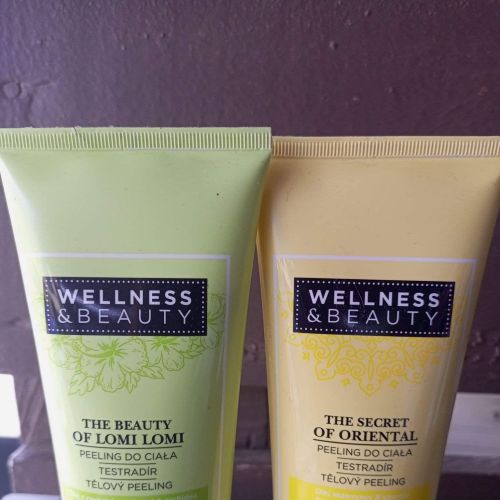 WELLNESS
& BEAUTY
THE BEAUTY
OF LOMI LOMI
PEELING DO CIAŁA
TESTRADÍR
TĚLOVÝ PEELING
WELLNESS
& BEAUTY
THE SECRET
OF ORIENTAL
PEELING DO CIAŁA
TESTRADÍR
TĚLOVÝ PEELING